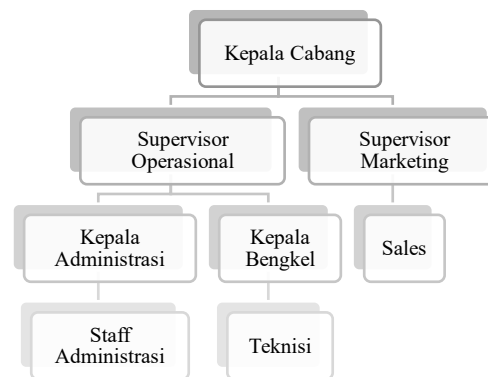 Kepala Cabang
Supervisor
Operasional
Supervisor
Marketing
Kepala
Administrasi
Kepala
Bengkel
Sales
Staff
Administrasi
Teknisi